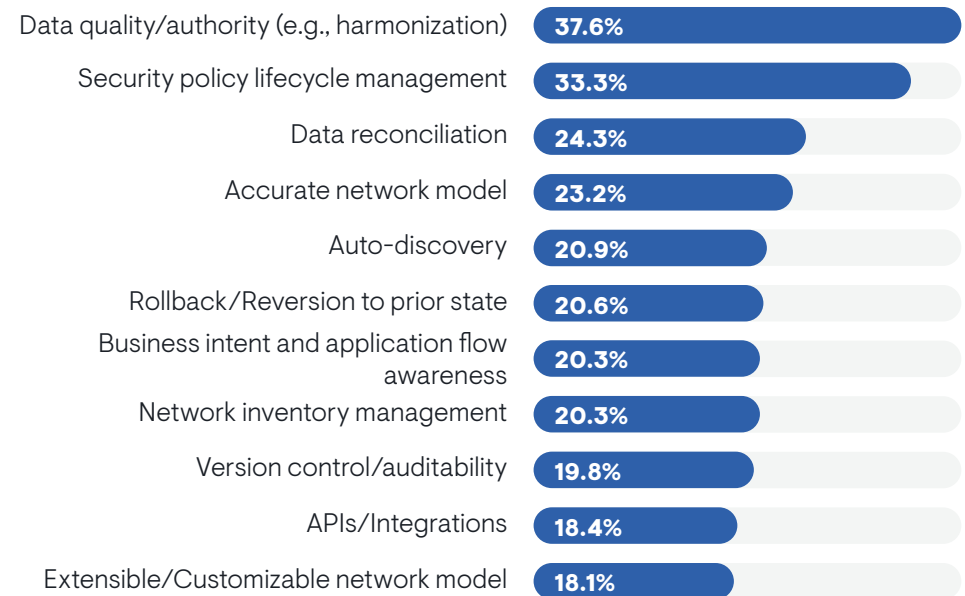 Data quality/authority (e.g., harmonization) 37.6%
Security policy lifecycle management 33.3%
Data reconciliation 24.3%
Accurate network model 23.2%
Auto-discovery 20.9%
Rollback/Reversion to prior state 20.6%
Business intent and application flow
awareness 20.3%
Network inventory management 20.3%
Version control/auditability 19.8%
APIs/Integrations 18.4%
Extensible/Customizable network model 18.1%